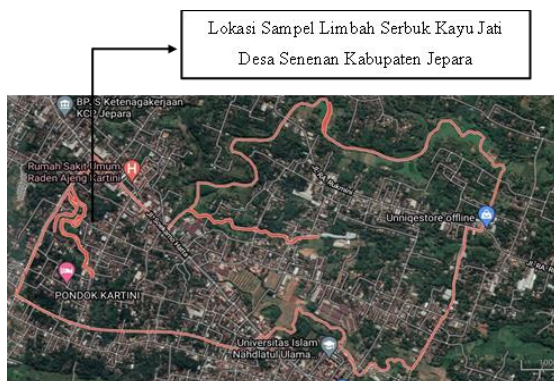 Lokasi Sampel Limbah Serbuk Kayu Jati
Desa Senenan Kabupaten Jepara
Ketenagakerjaan
KCP Jepara
Rumah Sakit Umum
Raden Ajeng Kartini
H
Unniqestore offline
PONDOK KARTINI
Universitas Islam
Nahdlatul Ulama...